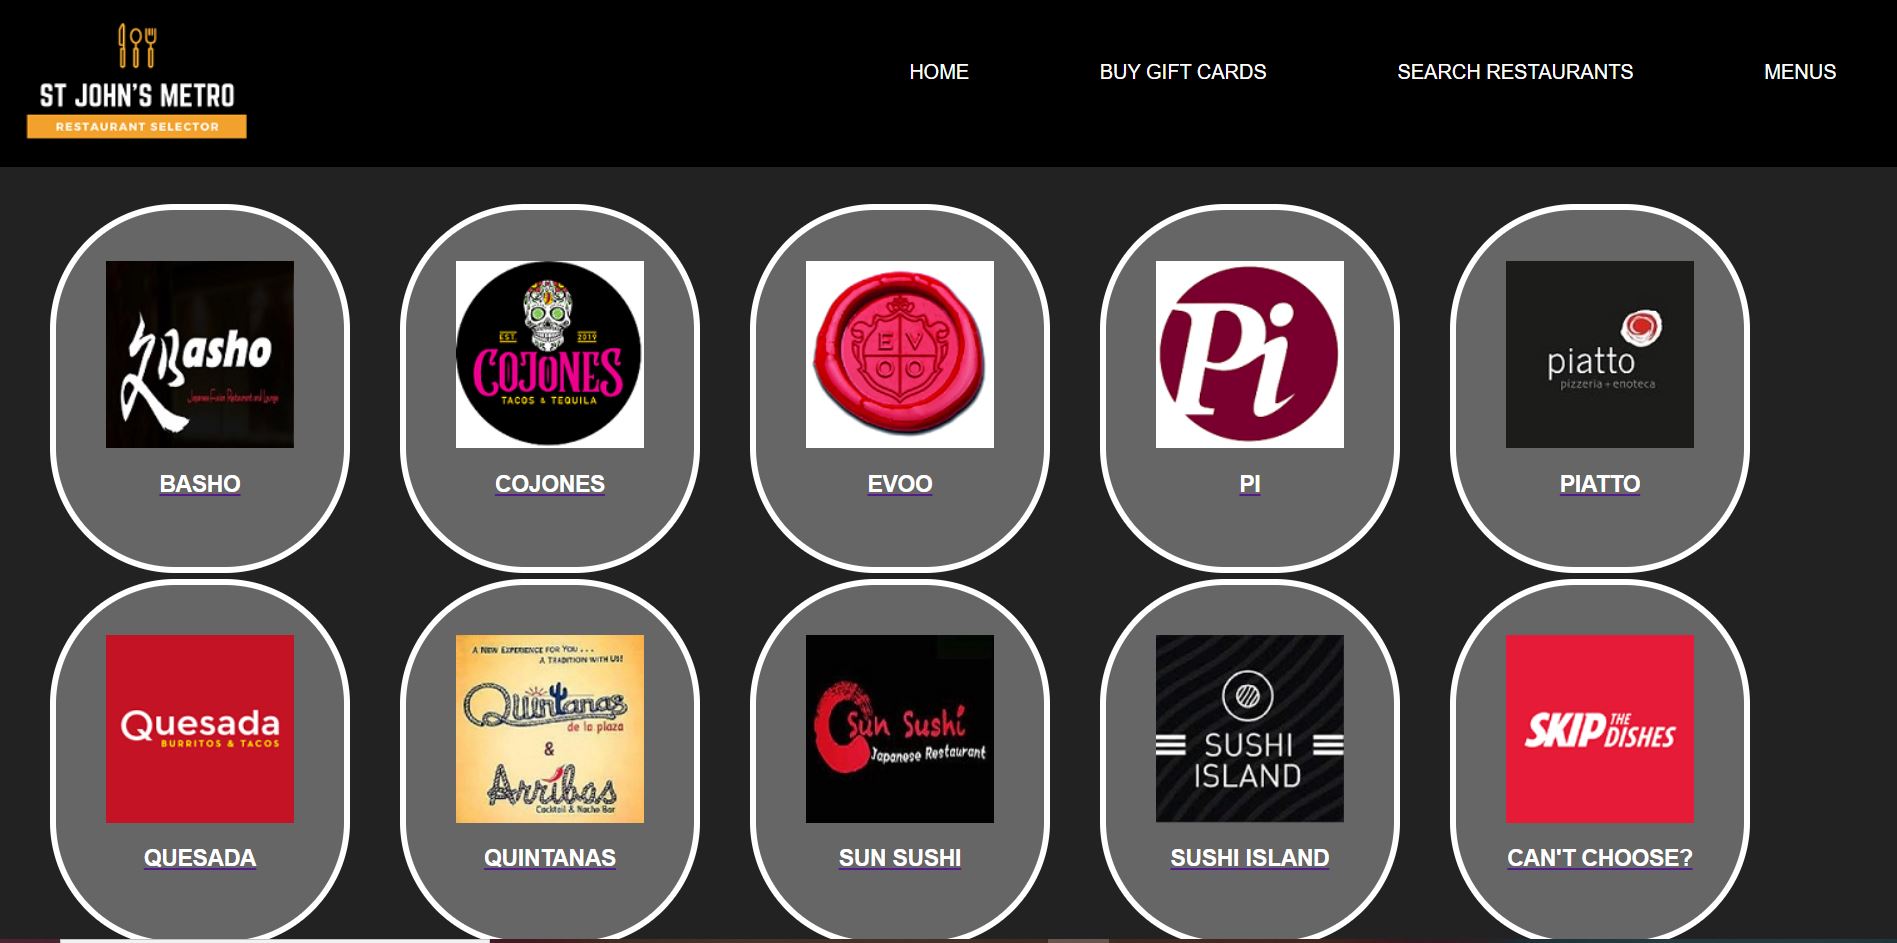 ST JOHN'S METRO
RESTAURANT SELECTOR
HOME
BUY GIFT CARDS
SEARCH RESTAURANTS
MENUS
Basho
Japanese Fusion Restaurant and Lounge
BASHO
EST. 2019
COJONES
TACOS & TEQUILA
COJONES
E V
O O
EVOO
Pi
PI
piatto
pizzeria + enoteca
PIATTO
Quesada
BURRITOS & TACOS
QUESADA
A NEW EXPERIENCE FOR YOU . . .
A TRADITION WITH US!
Quintanas
de la plaza
&
Arribas
Cocktail & Nacho Bar
QUINTANAS
Sun Sushi
Japanese Restaurant
SUN SUSHI
SUSHI
ISLAND
SUSHI ISLAND
SKIP THE
DISHES
CAN'T CHOOSE?